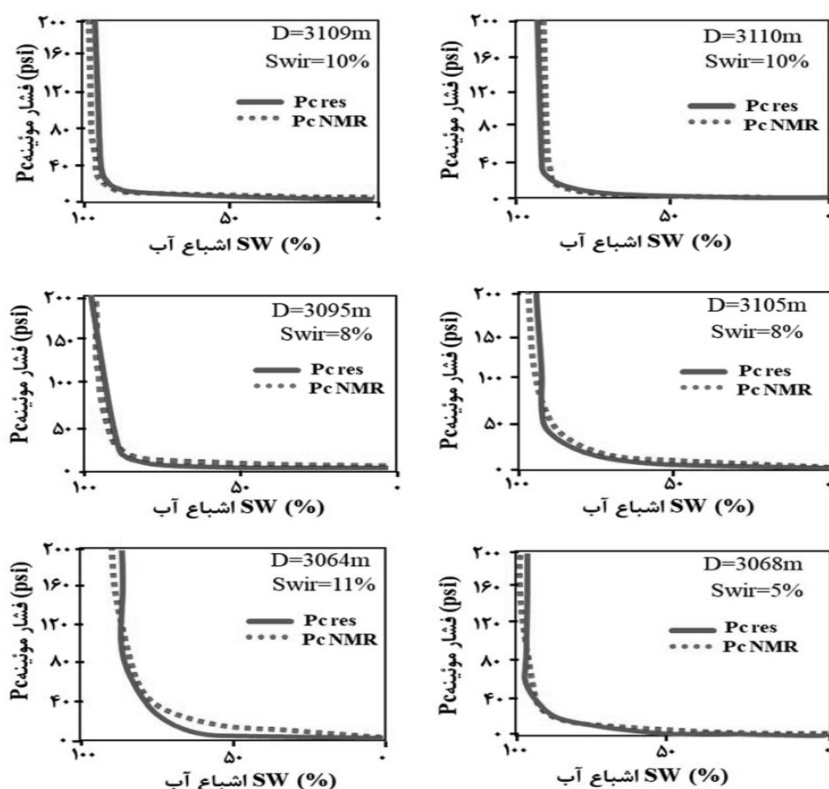 ۲۰۰
۱۶۰
۱۲۰
۸۰
۴۰
۰
فشار موئینه Pc (psi)
D=3109m
Swir=10%
Pc res
Pc NMR
۱۰۰ ۵۰ ۰
اشباع آب SW (%)
۲۰۰
۱۶۰
۱۲۰
۸۰
۴۰
۰
فشار موئینه Pc (psi)
D=3110m
Swir=10%
Pc res
Pc NMR
۱۰۰ ۵۰ ۰
اشباع آب SW (%)
۲۰۰
۱۵۰
۱۰۰
۵۰
۰
فشار موئینه Pc (psi)
D=3095m
Swir=8%
Pc res
Pc NMR
۱۰۰ ۵۰ ۰
اشباع آب SW (%)
۲۰۰
۱۵۰
۱۰۰
۵۰
۰
فشار موئینه Pc (psi)
D=3105m
Swir=8%
Pc res
Pc NMR
۱۰۰ ۵۰ ۰
اشباع آب SW (%)
۲۰۰
۱۶۰
۱۲۰
۸۰
۴۰
۰
فشار موئینه Pc (psi)
D=3064m
Swir=11%
Pc res
Pc NMR
۱۰۰ ۵۰ ۰
اشباع آب SW (%)
۲۰۰
۱۶۰
۱۲۰
۸۰
۴۰
۰
فشار موئینه Pc (psi)
D=3068m
Swir=5%
Pc res
Pc NMR
۱۰۰ ۵۰ ۰
اشباع آب SW (%)